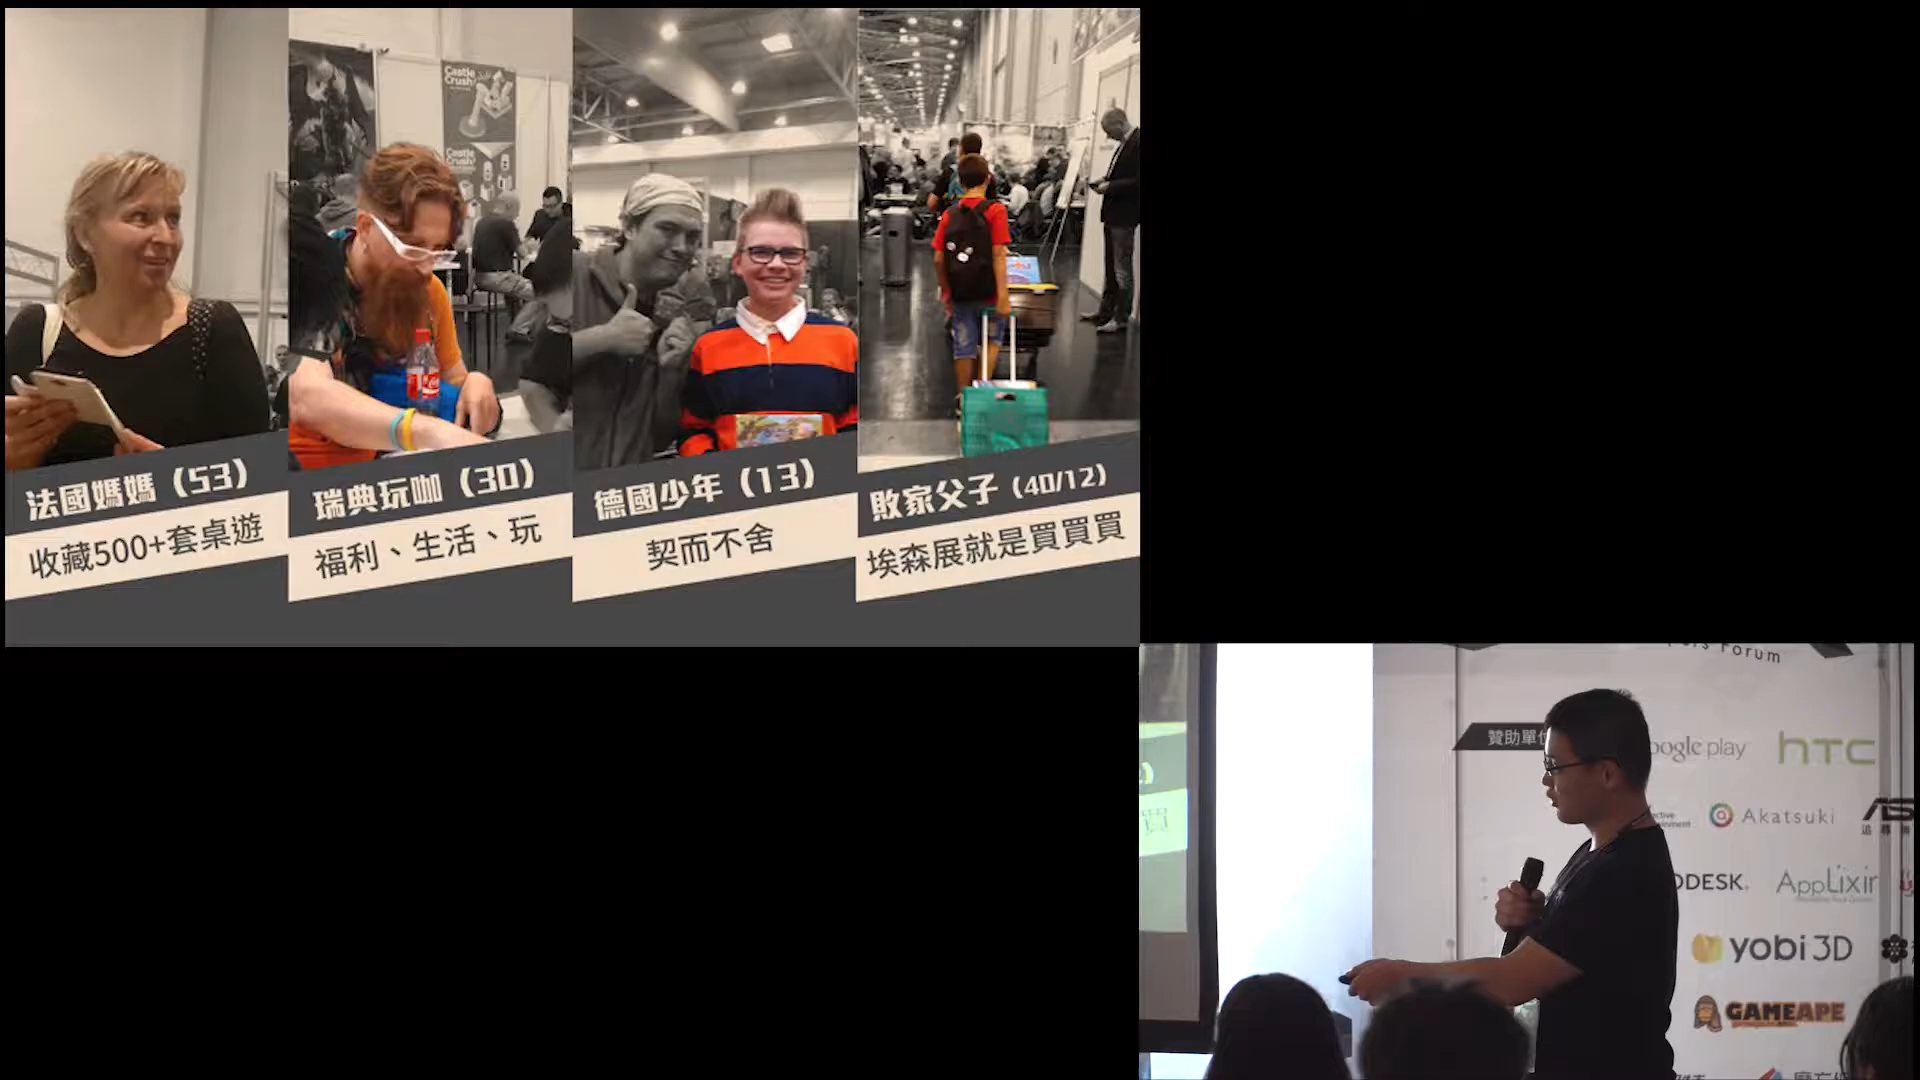 Castle
Crush
Castle
Crush
法國媽媽（53）
收藏500+套桌遊
瑞典玩咖（30）
福利、生活、玩
德國少年（13）
契而不舍
敗家父子（40/12）
埃森展就是買買買
Forum
贊助單位
oogle play
hTC
Akatsuki
DESK
AppLixir
yobi3D
GAMEAPE